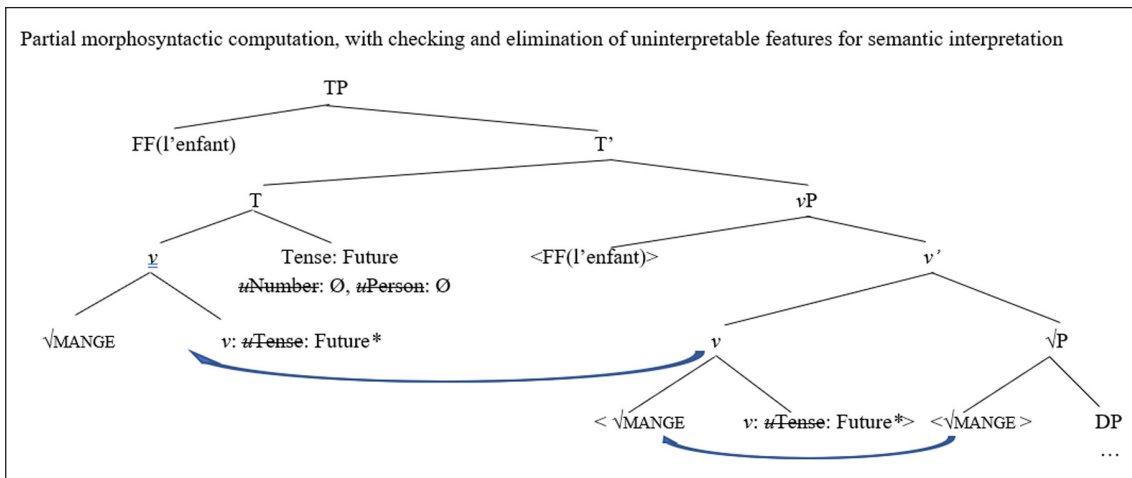 Partial morphosyntactic computation, with checking and elimination of uninterpretable features for semantic interpretation
TP
FF(l’enfant)
T’
T
vP
v
Tense: Future
<FF(l’enfant)>
v’
uNumber: Ø, uPerson: Ø
√MANGE
v: uTense: Future*
v
√P
< √MANGE
v: uTense: Future*>
<√MANGE >
DP
…